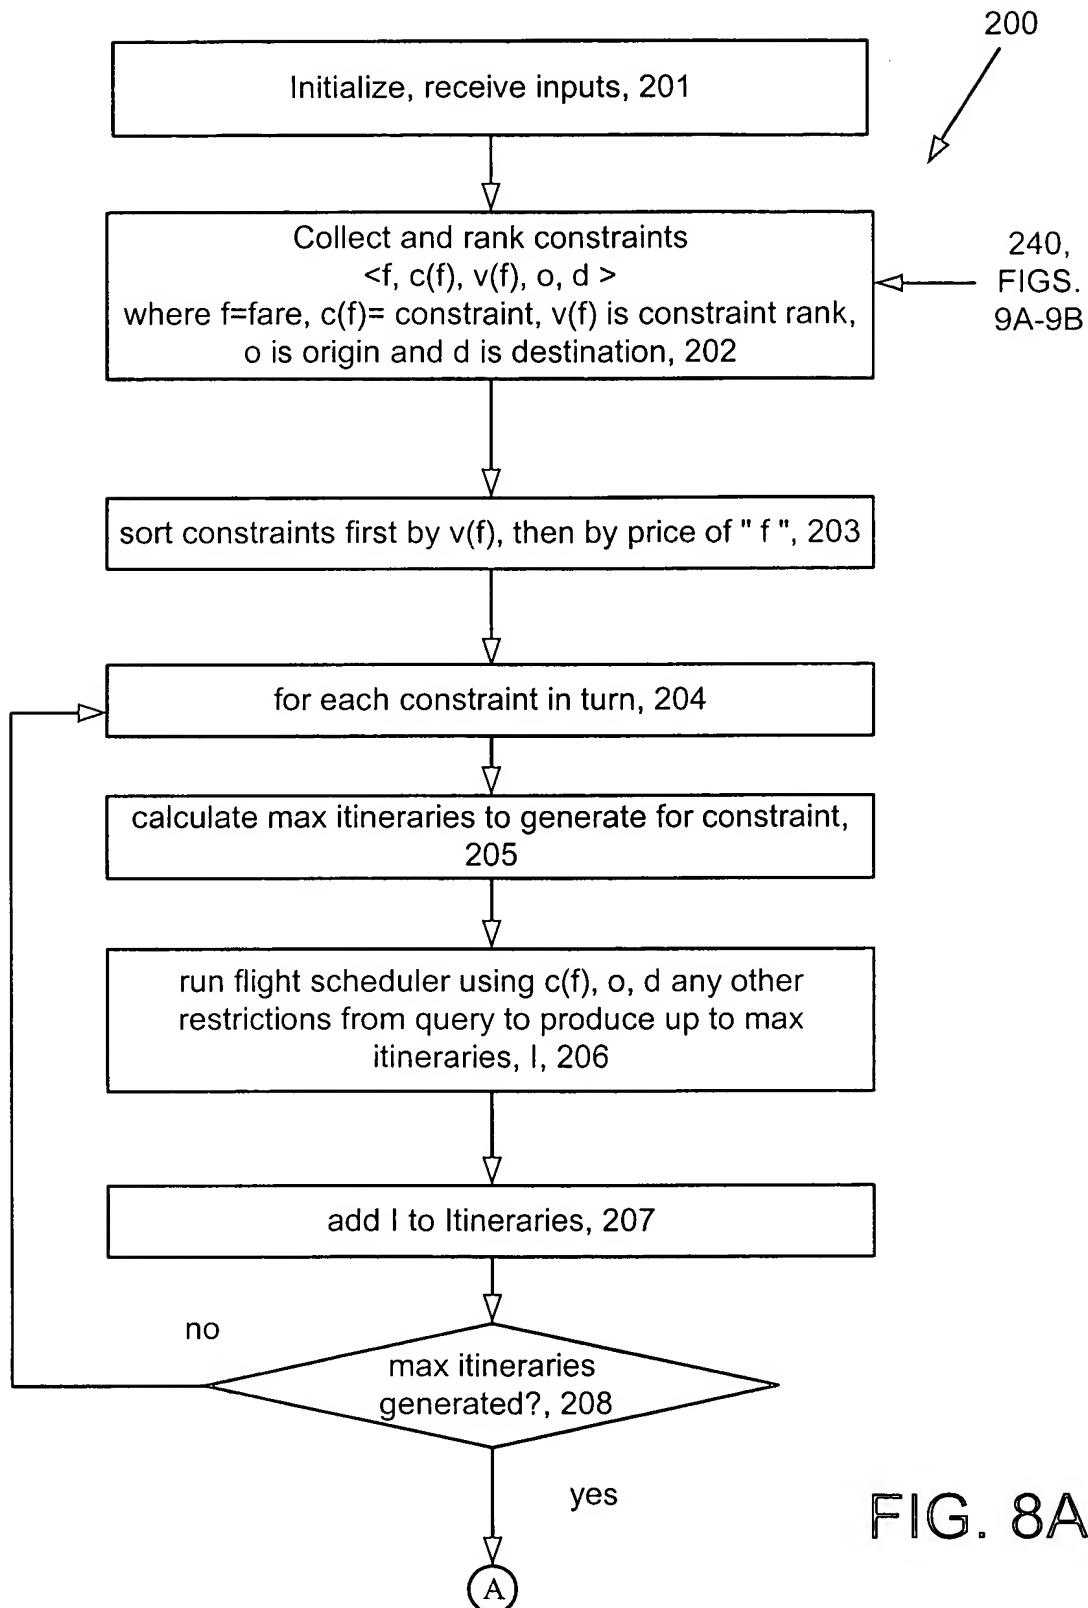 200
Initialize, receive inputs, 201
Collect and rank constraints
<f, c(f), v(f), o, d >
where f=fare, c(f)= constraint, v(f) is constraint rank,
o is origin and d is destination, 202
240,
FIGS.
9A-9B
sort constraints first by v(f), then by price of " f ", 203
for each constraint in turn, 204
calculate max itineraries to generate for constraint,
205
run flight scheduler using c(f), o, d any other
restrictions from query to produce up to max
itineraries, I, 206
add I to Itineraries, 207
no
max itineraries
generated?, 208
yes
FIG. 8A
A